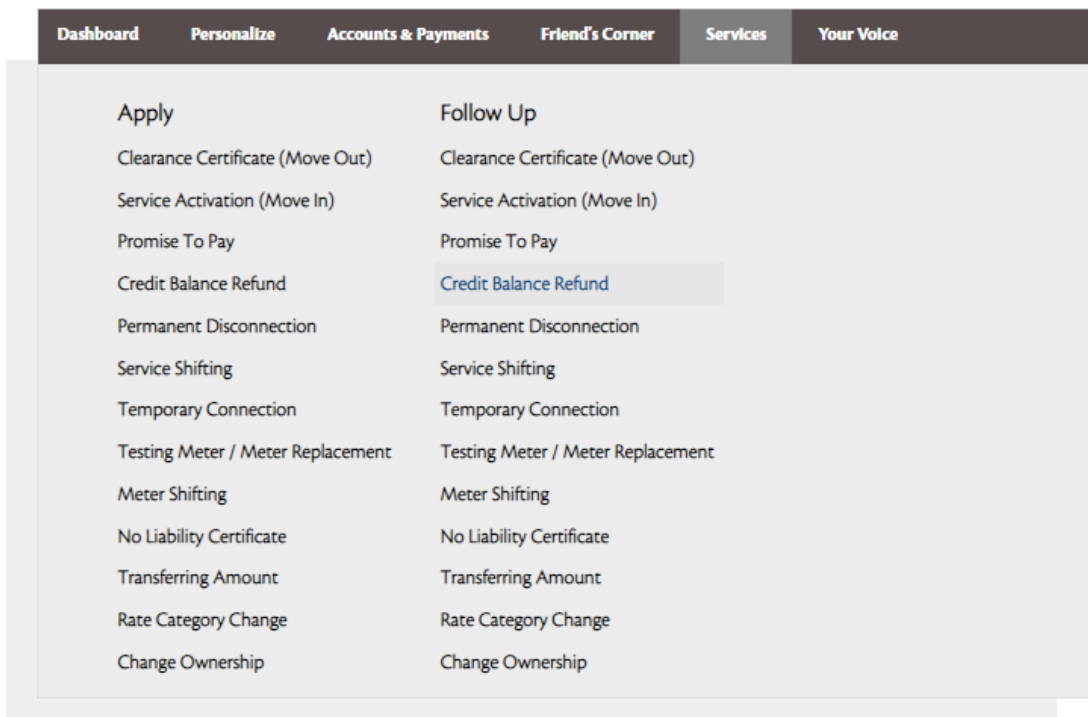 Dashboard Personalize Accounts & Payments Friend's Corner Services Your Voice
Apply
Clearance Certificate (Move Out)
Service Activation (Move In)
Promise To Pay
Credit Balance Refund
Permanent Disconnection
Service Shifting
Temporary Connection
Testing Meter / Meter Replacement
Meter Shifting
No Liability Certificate
Transferring Amount
Rate Category Change
Change Ownership
Follow Up
Clearance Certificate (Move Out)
Service Activation (Move In)
Promise To Pay
Credit Balance Refund
Permanent Disconnection
Service Shifting
Temporary Connection
Testing Meter / Meter Replacement
Meter Shifting
No Liability Certificate
Transferring Amount
Rate Category Change
Change Ownership